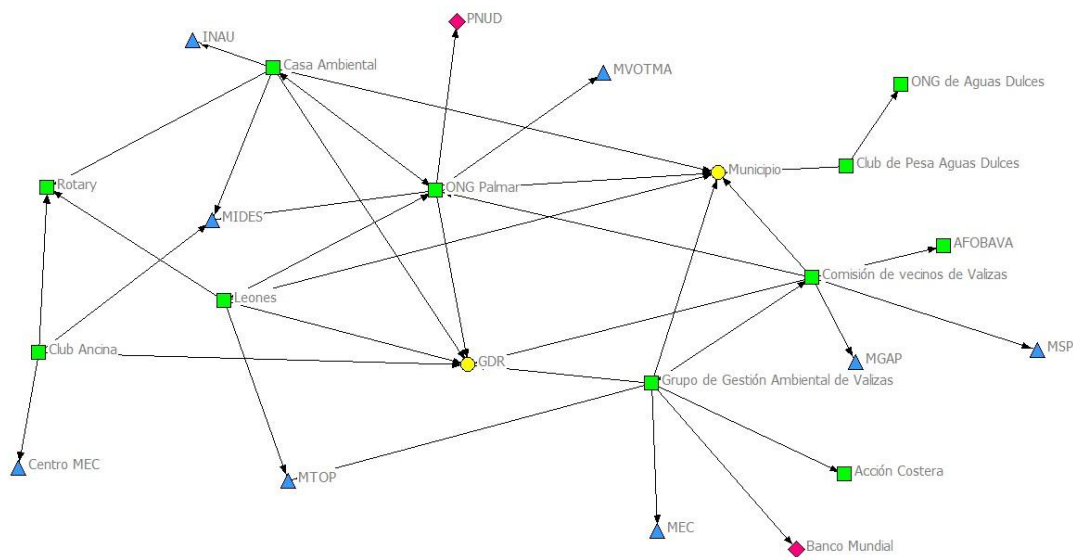 PNUD
INAU
Casa Ambiental
MVOTMA
ONG de Aguas Dulces
Club de Pesa Aguas Dulces
Municipio
Rotary
ONG Palmar
MIDES
AFOBAVA
Comisión de vecinos de Valizas
Leones
MSP
Club Ancina
GDR
MGAP
Grupo de Gestión Ambiental de Valizas
Centro MEC
MTOP
Acción Costera
MEC
Banco Mundial